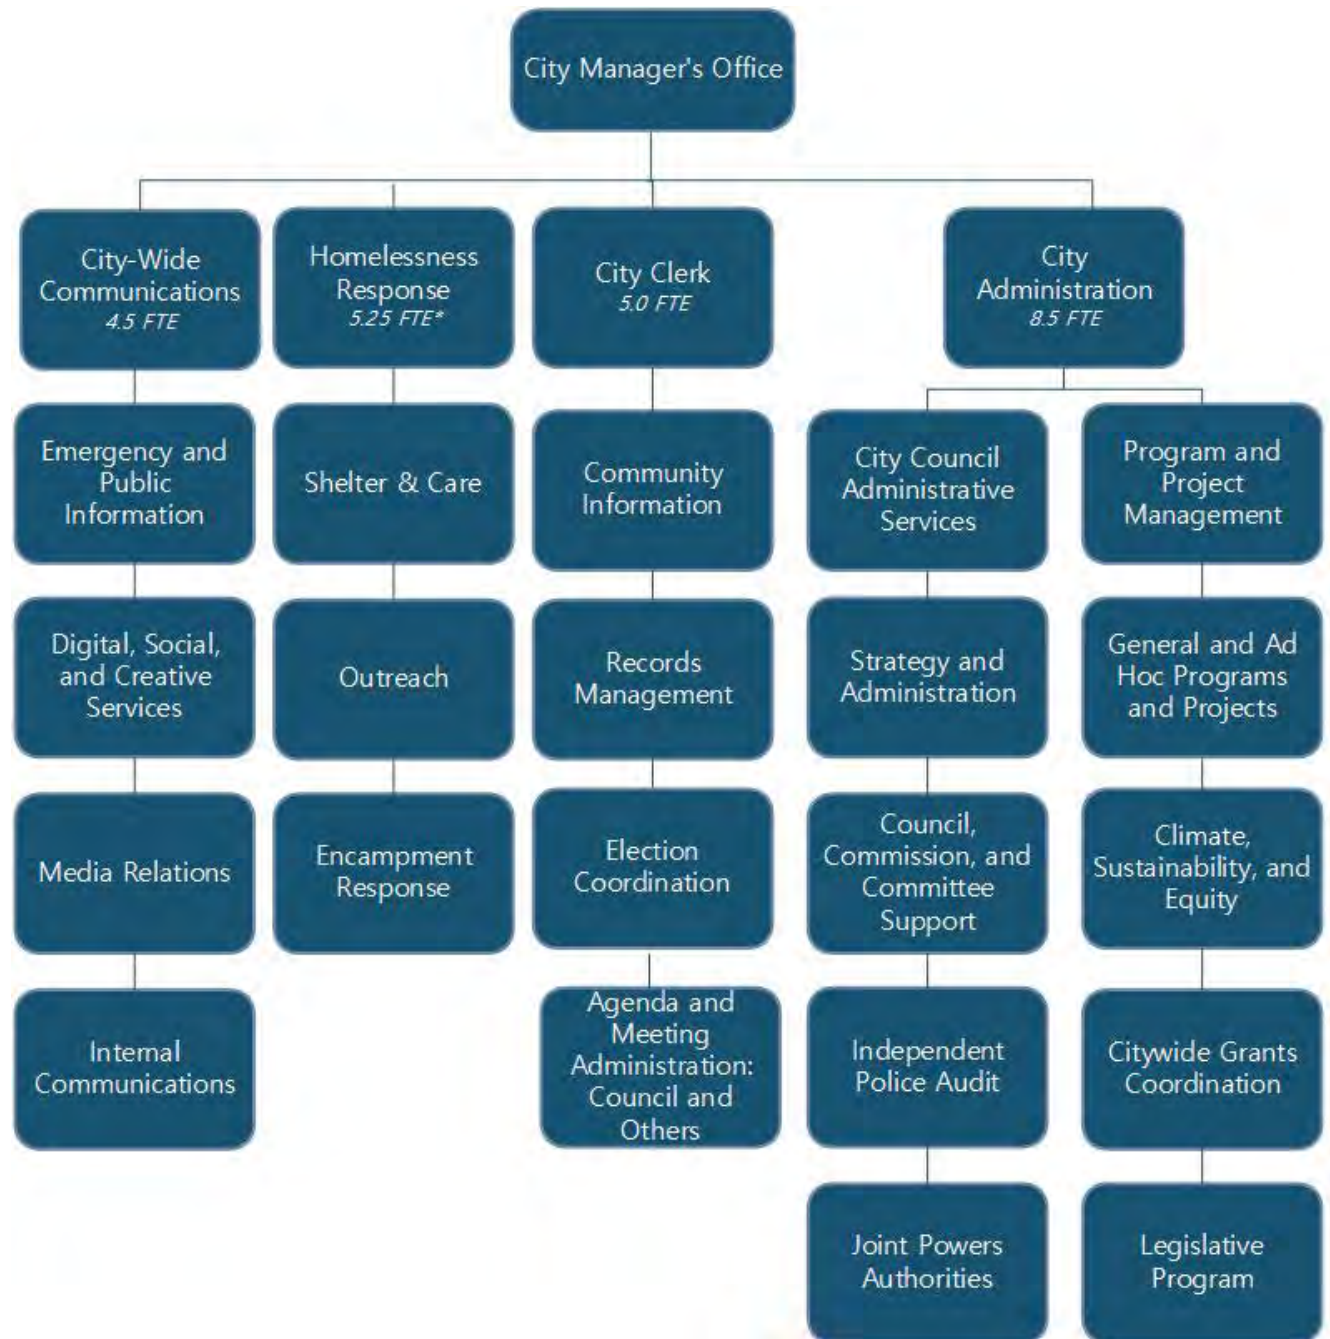 City Manager's Office
City-Wide
Communications
4.5 FTE
Homelessness
Response
5.25 FTE*
City Clerk
5.0 FTE
City
Administration
8.5 FTE
Emergency and
Public
Information
Shelter & Care
Community
Information
City Council
Administrative
Services
Program and
Project
Management
Digital, Social,
and Creative
Services
Outreach
Records
Management
Strategy and
Administration
General and Ad
Hoc Programs
and Projects
Media Relations
Encampment
Response
Election
Coordination
Council,
Commission, and
Committee
Support
Climate,
Sustainability, and
Equity
Internal
Communications
Agenda and
Meeting
Administration:
Council and
Others
Independent
Police Audit
Citywide Grants
Coordination
Joint Powers
Authorities
Legislative
Program